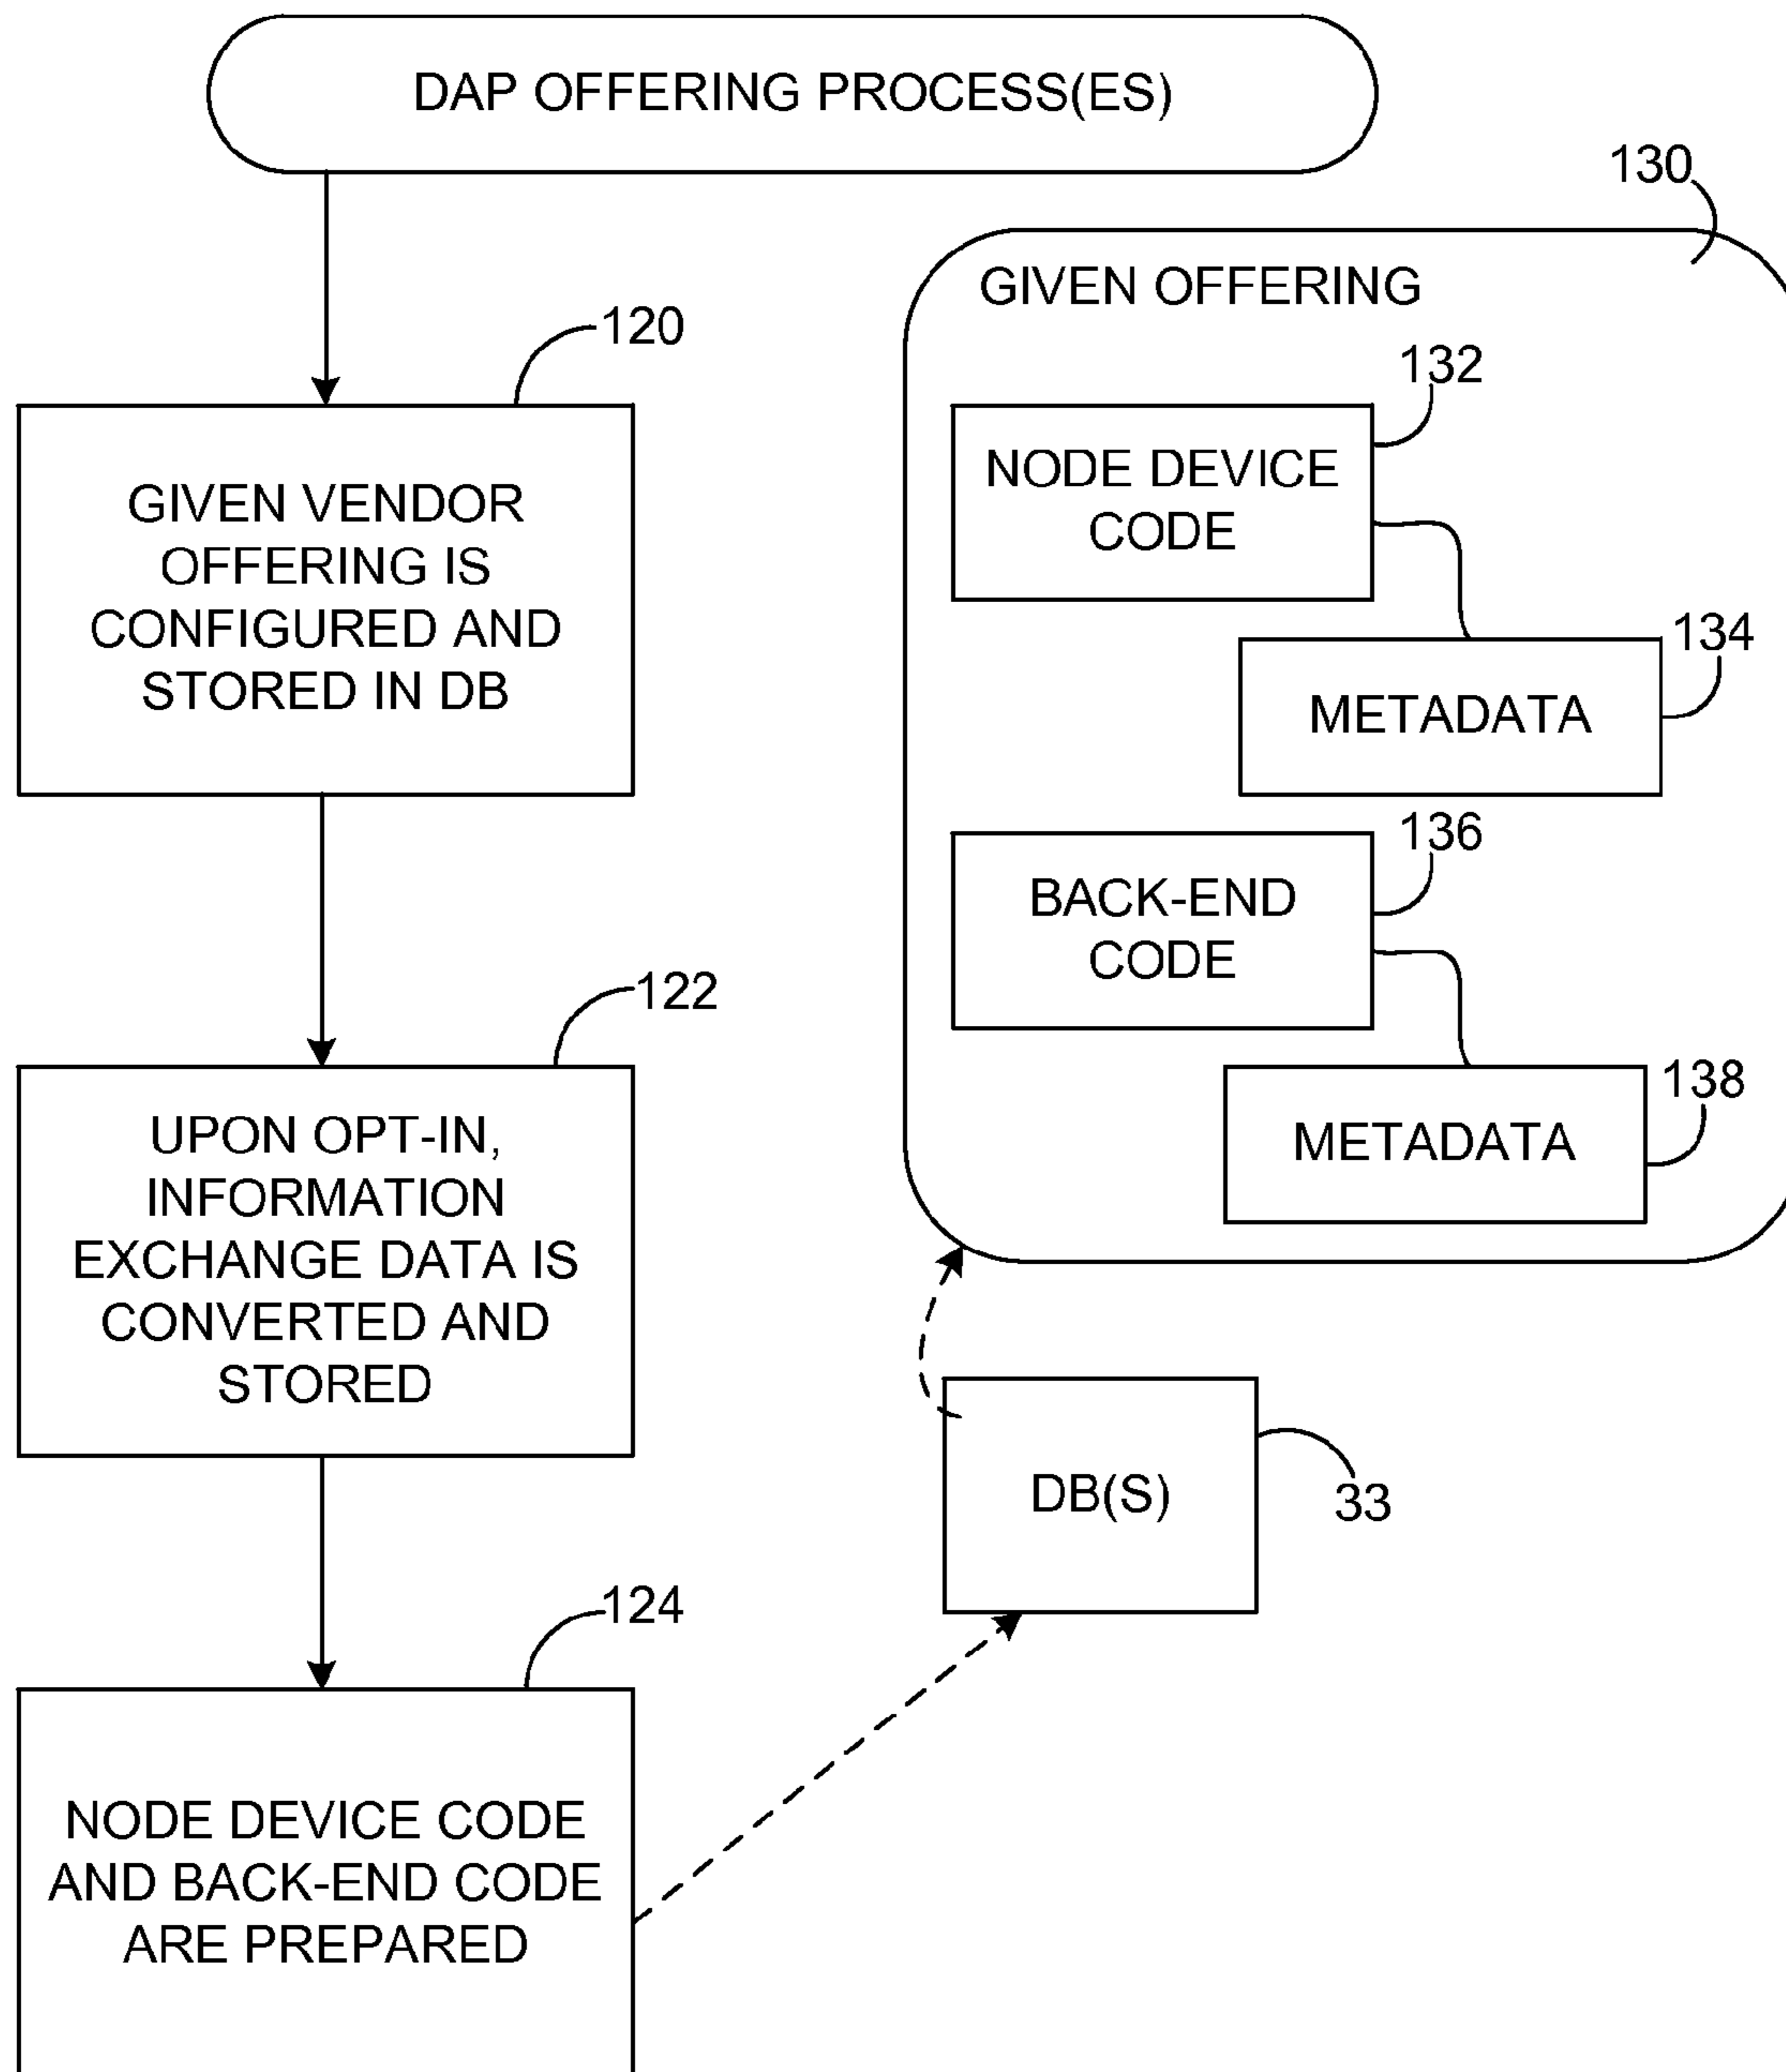 DAP OFFERING PROCESS(ES)
130
GIVEN OFFERING
120
132
GIVEN VENDOR
OFFERING IS
CONFIGURED AND
STORED IN DB
NODE DEVICE
CODE
134
METADATA
136
BACK-END
CODE
122
138
UPON OPT-IN,
INFORMATION
EXCHANGE DATA IS
CONVERTED AND
STORED
METADATA
DB(S)
33
124
NODE DEVICE CODE
AND BACK-END CODE
ARE PREPARED